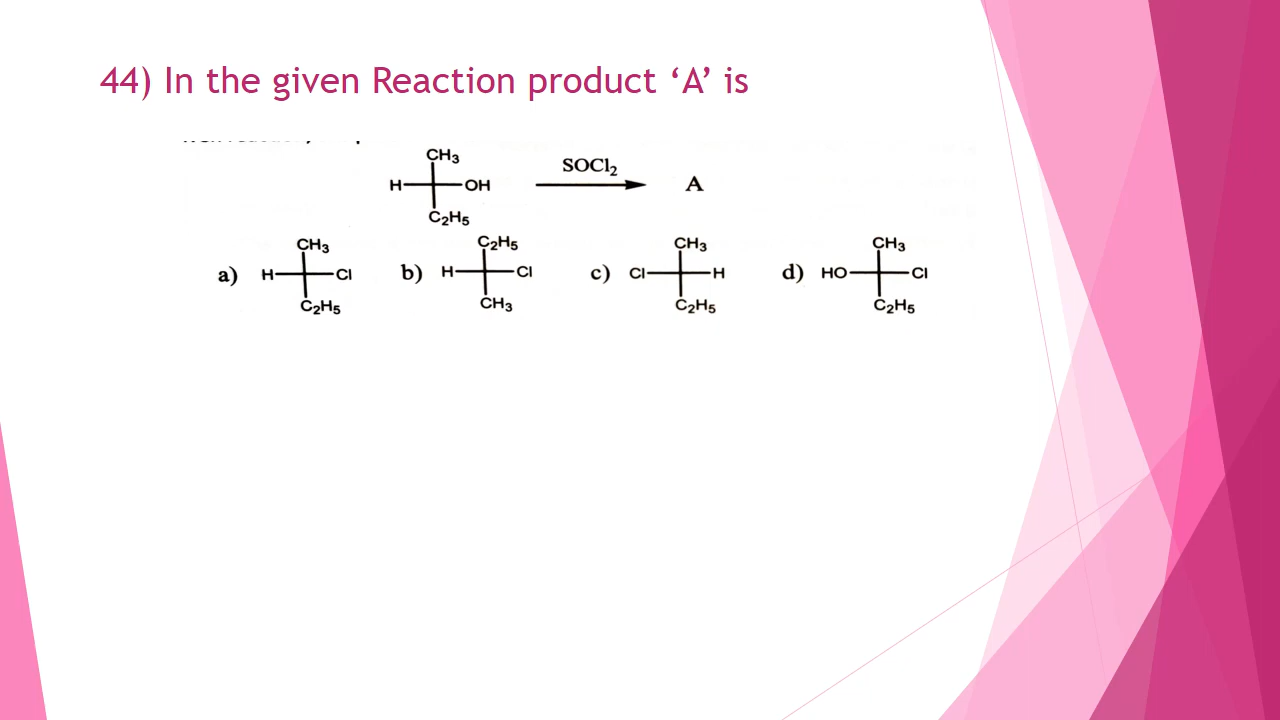 44) In the given Reaction product ‘A’ is
CH3
SOCl2
H
OH
A
C2H5
CH3
C2H5
CH3
CH3
a) H
Cl
b) H
Cl
c) Cl
H
d) HO
Cl
C2H5
CH3
C2H5
C2H5